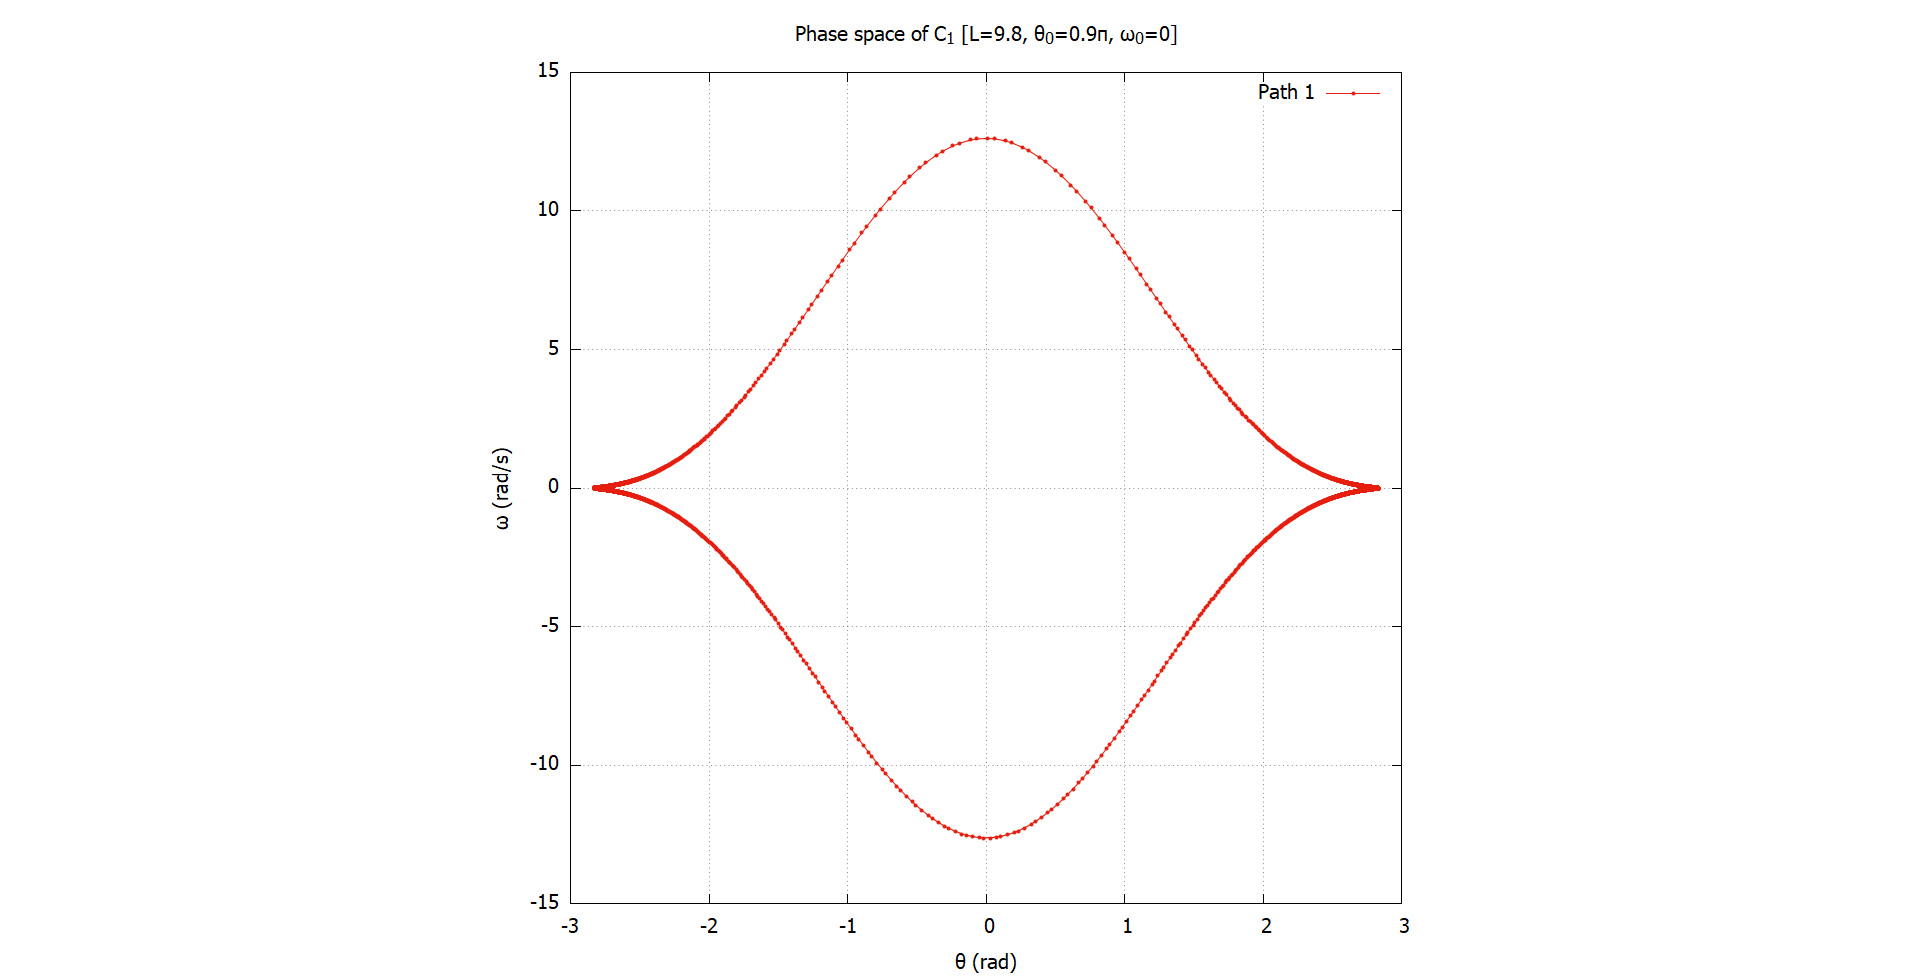 Phase space of C₁ [L=9.8, θ₀=0.9π, ω₀=0]
Path 1
15
10
5
0
-5
-10
-15
ω (rad/s)
-3 -2 -1 0 1 2 3
θ (rad)